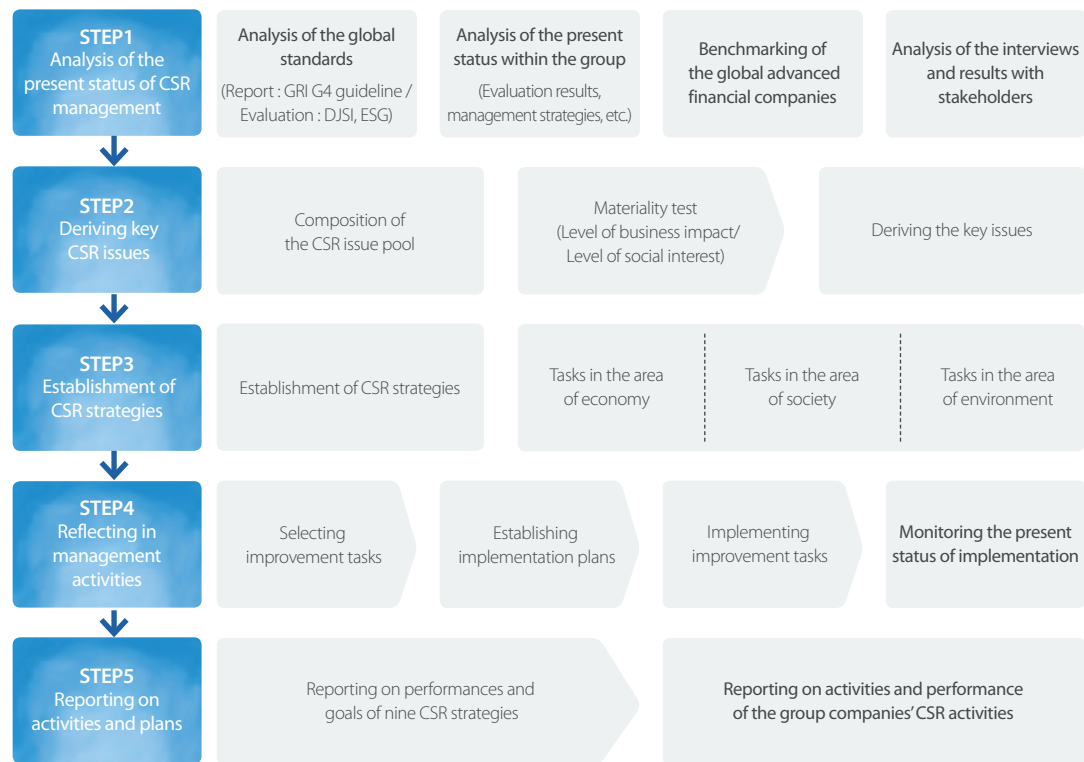 STEP1
Analysis of the
present status of CSR
management
Analysis of the global
standards
(Report : GRI G4 guideline /
Evaluation : DJSI, ESG)
Analysis of the present
status within the group
(Evaluation results,
management strategies, etc.)
Benchmarking of
the global advanced
financial companies
Analysis of the interviews
and results with
stakeholders
STEP2
Deriving key
CSR issues
Composition of
the CSR issue pool
Materiality test
(Level of business impact/
Level of social interest)
Deriving the key issues
STEP3
Establishment of
CSR strategies
Establishment of CSR strategies
Tasks in the area
of economy
Tasks in the area
of society
Tasks in the area
of environment
STEP4
Reflecting in
management
activities
Selecting
improvement tasks
Establishing
implementation plans
Implementing
improvement tasks
Monitoring the present
status of implementation
STEP5
Reporting on
activities and plans
Reporting on performances and
goals of nine CSR strategies
Reporting on activities and performance
of the group companies’ CSR activities